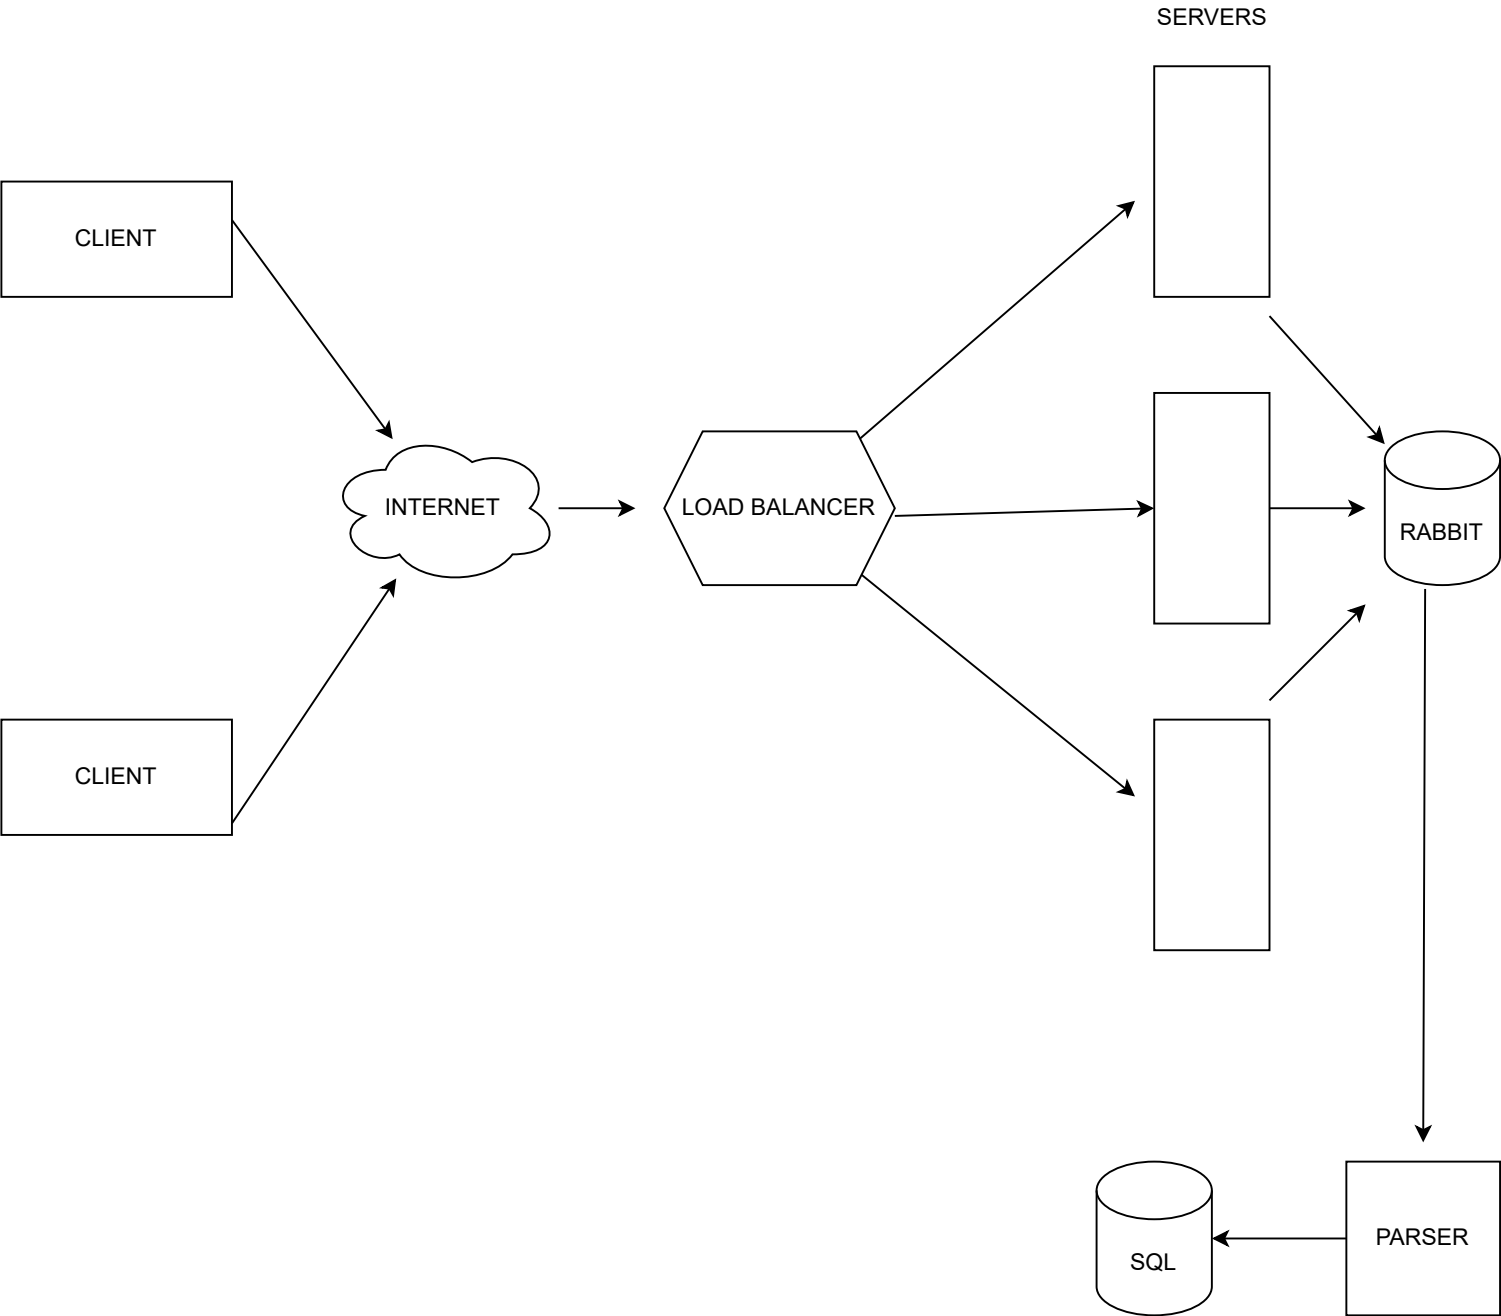 SERVERS
CLIENT
INTERNET
LOAD BALANCER
RABBIT
CLIENT
PARSER
SQL